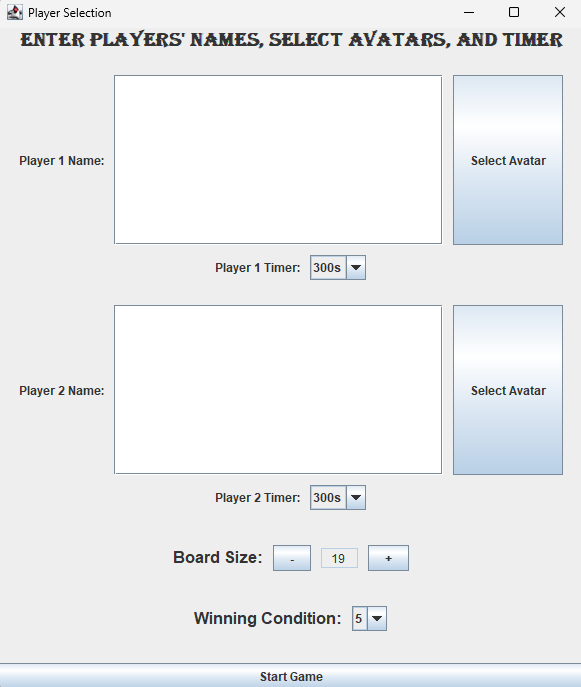 Player Selection
ENTER PLAYERS' NAMES, SELECT AVATARS, AND TIMER
Player 1 Name:
Select Avatar
Player 1 Timer: 300s
Player 2 Name:
Select Avatar
Player 2 Timer: 300s
Board Size: - 19 +
Winning Condition: 5
Start Game